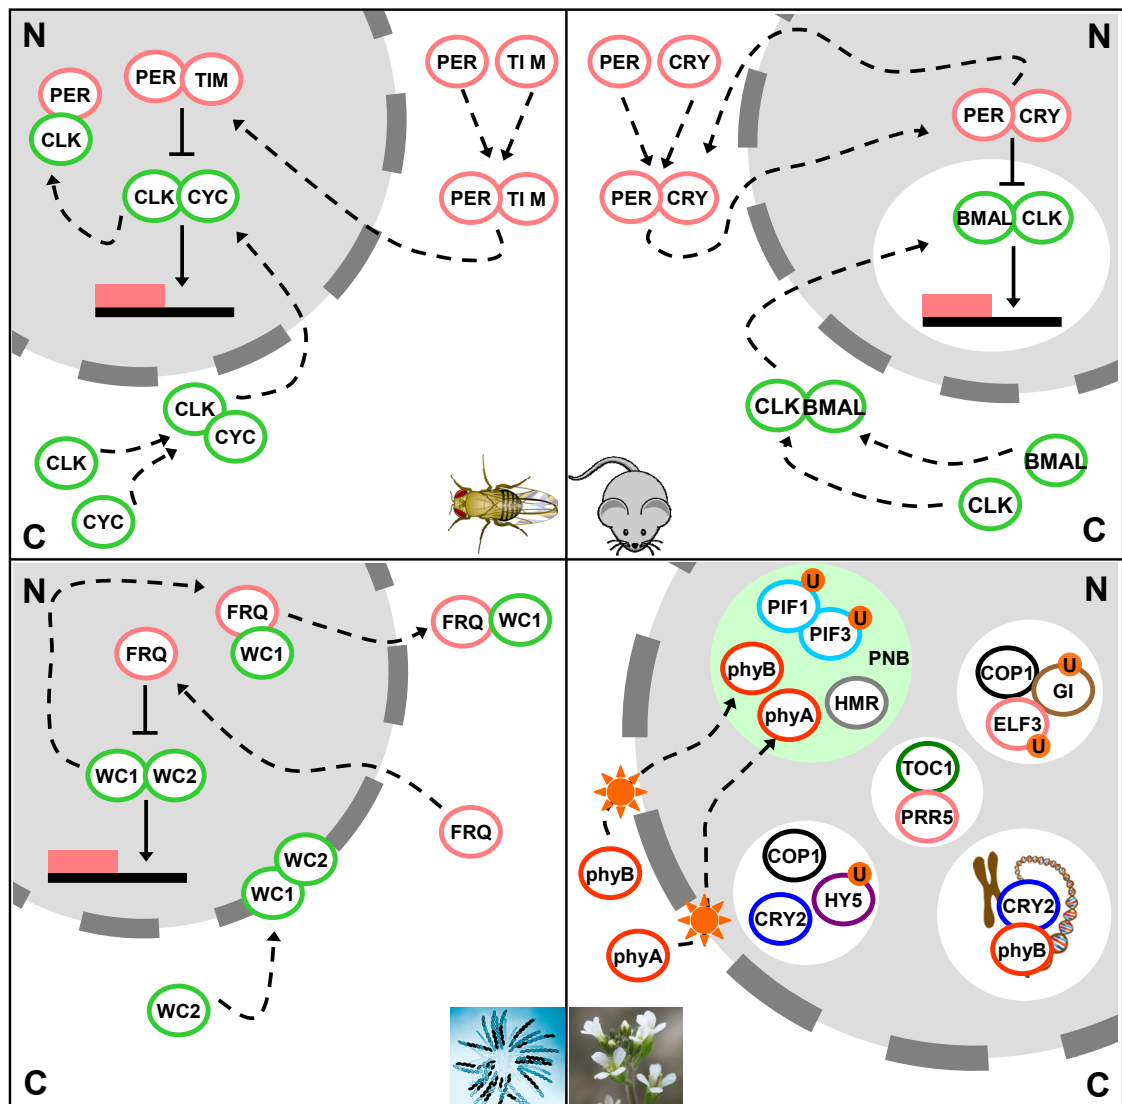 N
PER
TIM
PER
CLK
CLK
CYC
PER
TI M
PER
TI M
CLK
CYC
CLK
CYC
C
N
PER
CRY
PER
CRY
PER
CRY
BMAL
CLK
CLK
BMAL
BMAL
CLK
C
N
FRQ
WC1
FRQ
WC1
FRQ
WC1
WC2
FRQ
WC2
WC1
WC2
C
N
U
PIF1
U
PIF3
PNB
phyB
HMR
phyA
COP1
U
GI
ELF3
U
TOC1
PRR5
phyB
COP1
U
HY5
CRY2
CRY2
phyB
phyA
C